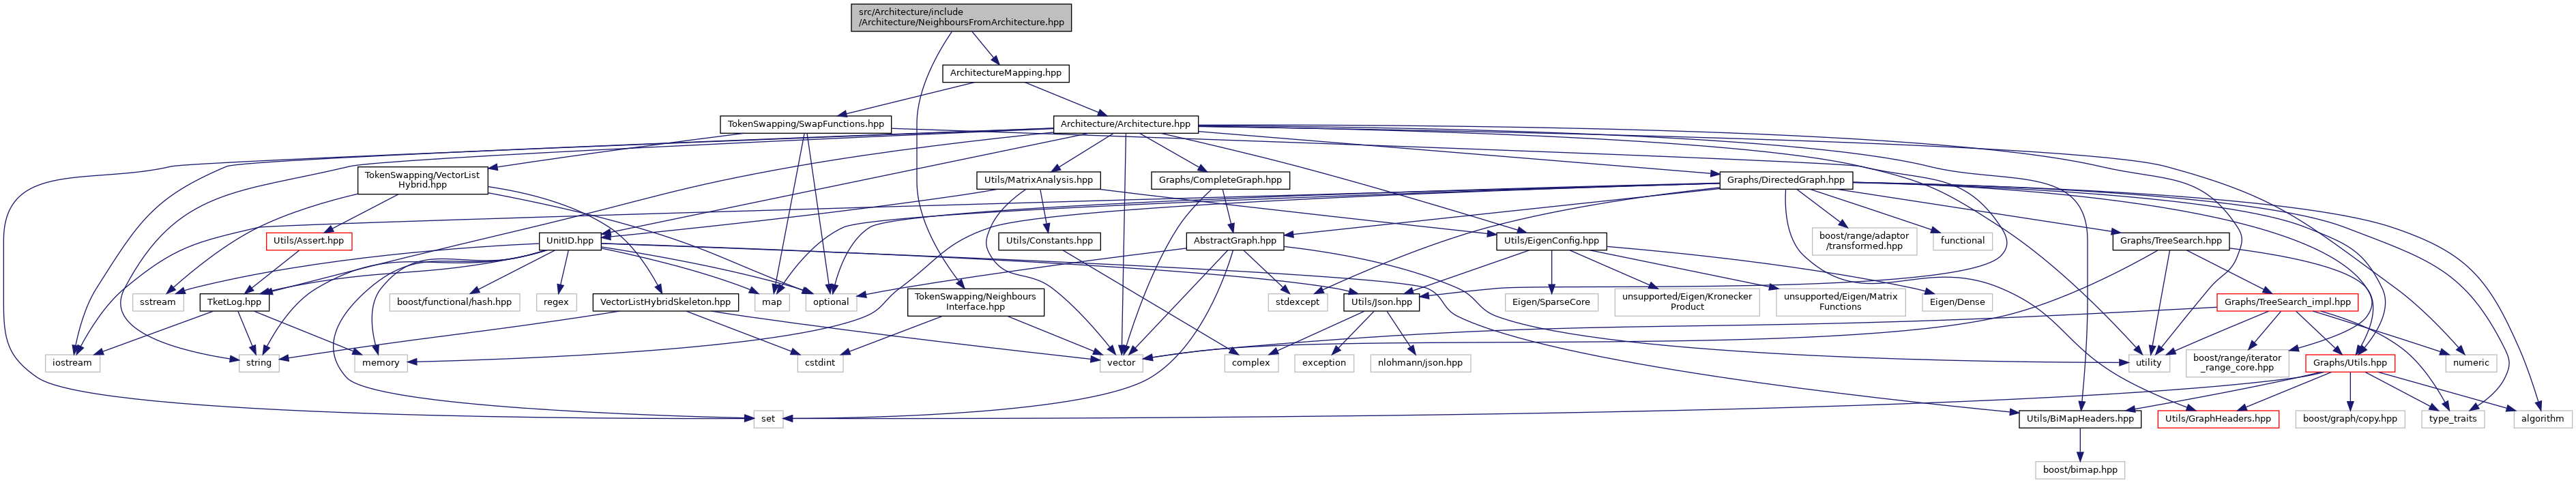 src/Architecture/include
/Architecture/NeighboursFromArchitecture.hpp
ArchitectureMapping.hpp
TokenSwapping/SwapFunctions.hpp
Architecture/Architecture.hpp
TokenSwapping/VectorList
Hybrid.hpp
Utils/MatrixAnalysis.hpp
Graphs/CompleteGraph.hpp
Graphs/DirectedGraph.hpp
Utils/Assert.hpp
UnitID.hpp
Utils/Constants.hpp
AbstractGraph.hpp
Utils/EigenConfig.hpp
boost/range/adaptor
/transformed.hpp
functional
Graphs/TreeSearch.hpp
sstream
TketLog.hpp
boost/functional/hash.hpp
regex
VectorListHybridSkeleton.hpp
map
optional
TokenSwapping/Neighbours
Interface.hpp
stdexcept
Utils/Json.hpp
Eigen/SparseCore
unsupported/Eigen/Kronecker
Product
unsupported/Eigen/Matrix
Functions
Eigen/Dense
Graphs/TreeSearch_impl.hpp
iostream
string
memory
cstdint
vector
complex
exception
nlohmann/json.hpp
utility
boost/range/iterator
_range_core.hpp
Graphs/Utils.hpp
numeric
set
Utils/BiMapHeaders.hpp
Utils/GraphHeaders.hpp
boost/graph/copy.hpp
type_traits
algorithm
boost/bimap.hpp